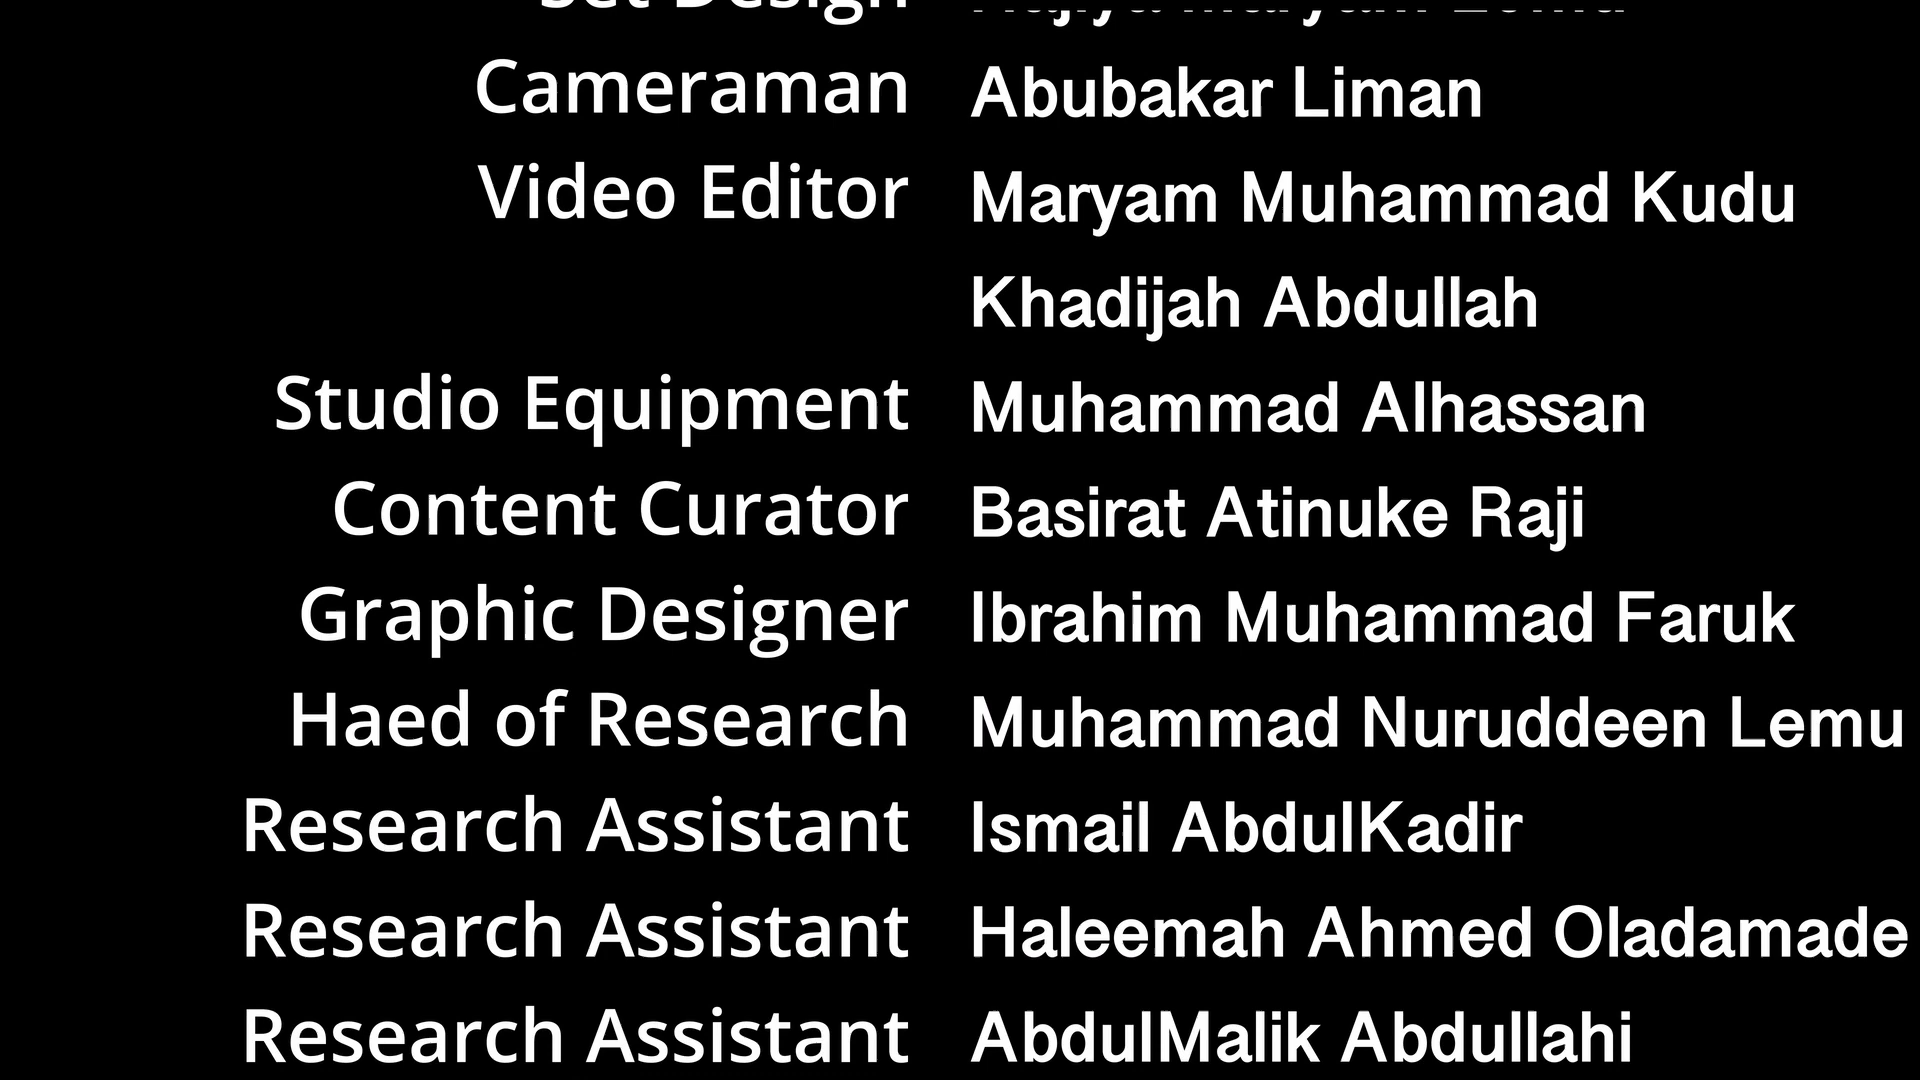 Set Design
Cameraman Abubakar Liman
Video Editor Maryam Muhammad Kudu
Khadijah Abdullah
Studio Equipment Muhammad Alhassan
Content Curator Basirat Atinuke Raji
Graphic Designer Ibrahim Muhammad Faruk
Haed of Research Muhammad Nuruddeen Lemu
Research Assistant Ismail AbdulKadir
Research Assistant Haleemah Ahmed Oladamade
Research Assistant AbdulMalik Abdullahi